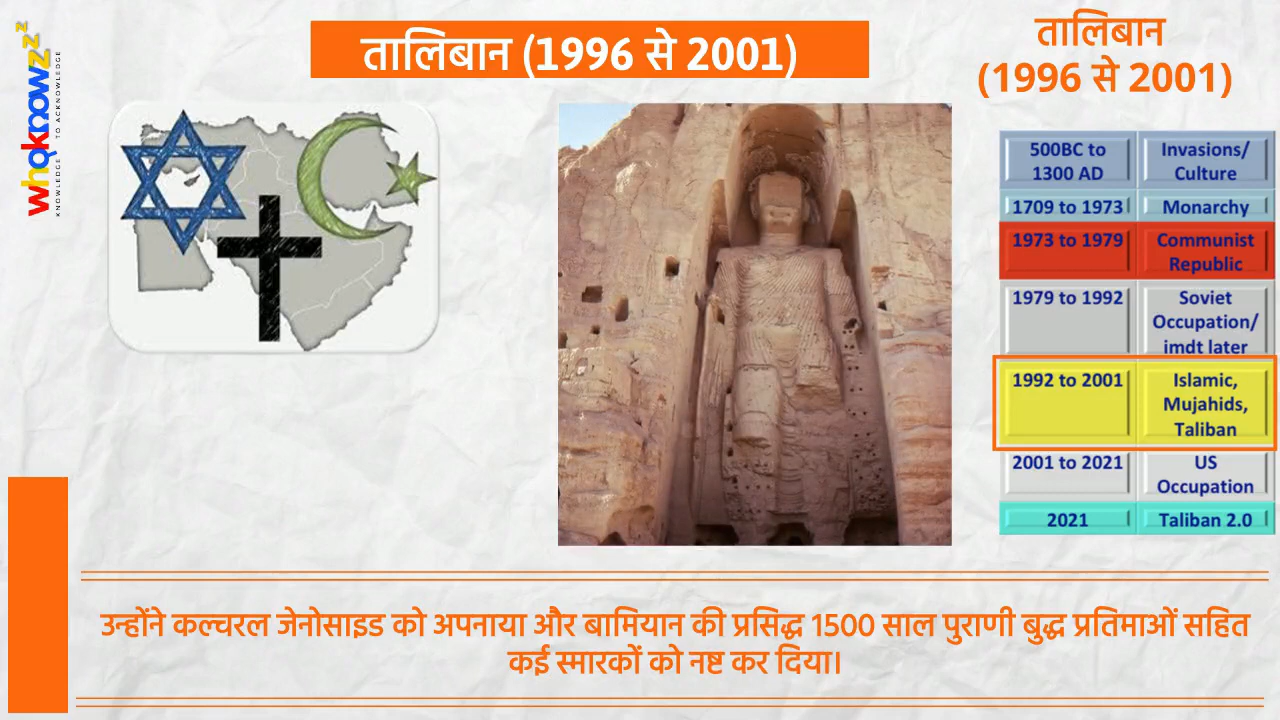 whqknowzzz
KNOWLEDGE TO ACKNOWLEDGE
तालिबान (1996 से 2001)
तालिबान
(1996 से 2001)
500BC to 1300 AD Invasions/ Culture
1709 to 1973 Monarchy
1973 to 1979 Communist Republic
1979 to 1992 Soviet Occupation/ imdt later
1992 to 2001 Islamic, Mujahids, Taliban
2001 to 2021 US Occupation
2021 Taliban 2.0
उन्होंने कल्चरल जेनोसाइड को अपनाया और बामियान की प्रसिद्ध 1500 साल पुराणी बुद्ध प्रतिमाओं सहित
कई स्मारकों को नष्ट कर दिया।